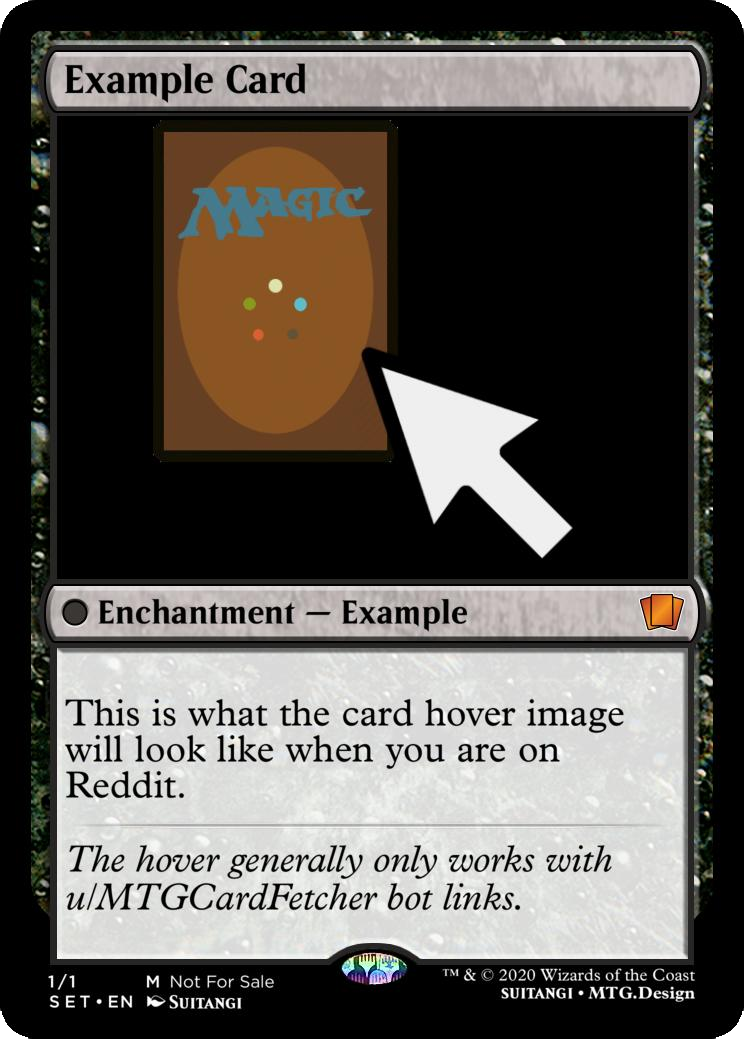 Example Card
MAGIC
Enchantment — Example
This is what the card hover image
will look like when you are on
Reddit.
The hover generally only works with
u/MTGCardFetcher bot links.
1/1 M Not For Sale
SET • EN SUITANGI
™ & © 2020 Wizards of the Coast
SUITANGI • MTG.Design